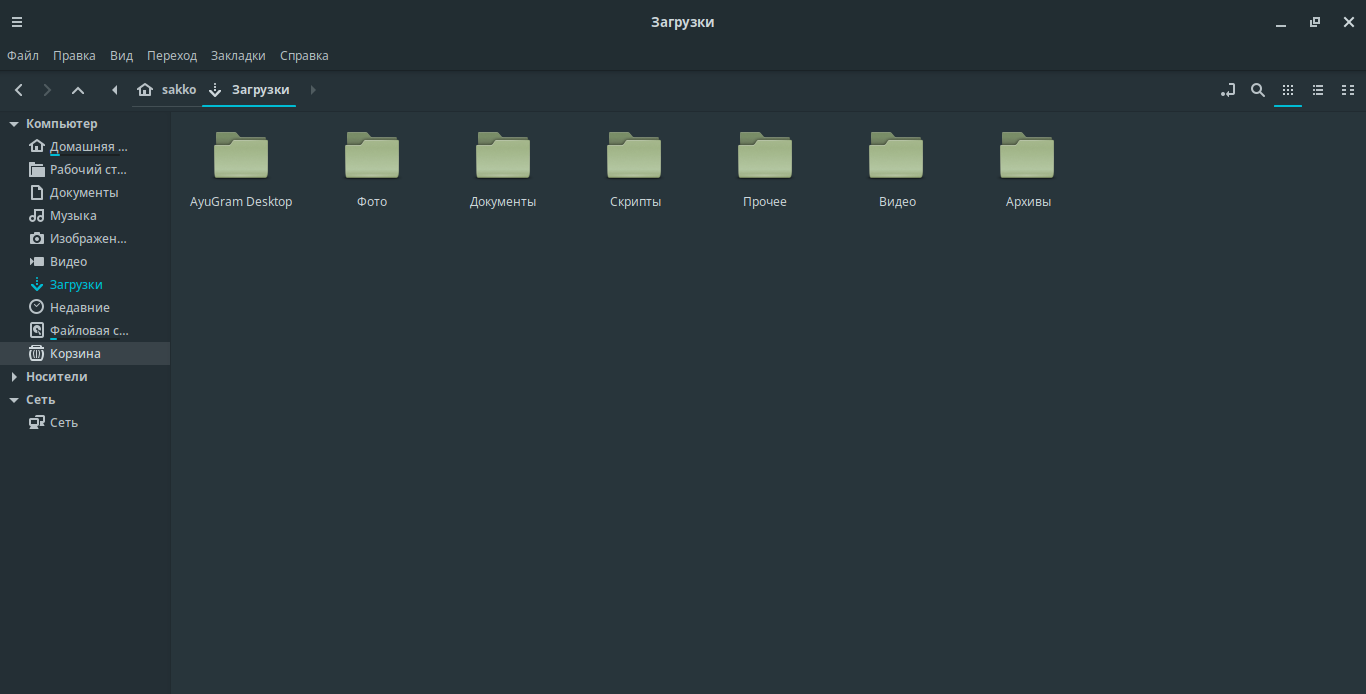 Загрузки
Файл Правка Вид Переход Закладки Справка
sakko Загрузки
Компьютер
Домашняя ...
Рабочий ст...
Документы
Музыка
Изображен...
Видео
Загрузки
Недавние
Файловая с...
Корзина
Носители
Сеть
Сеть
AyuGram Desktop Фото Документы Скрипты Прочее Видео Архивы